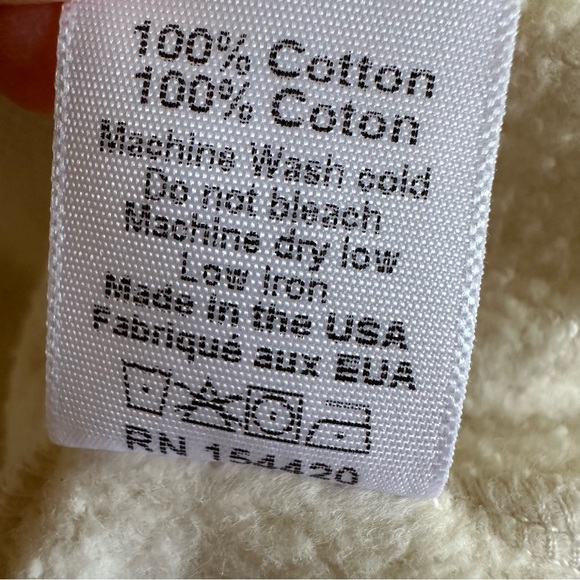 100% Cotton
100% Coton
Machine Wash cold
Do not bleach
Machine dry low
Low Iron
Made in the USA
Fabriqué aux EUA
RN 154420